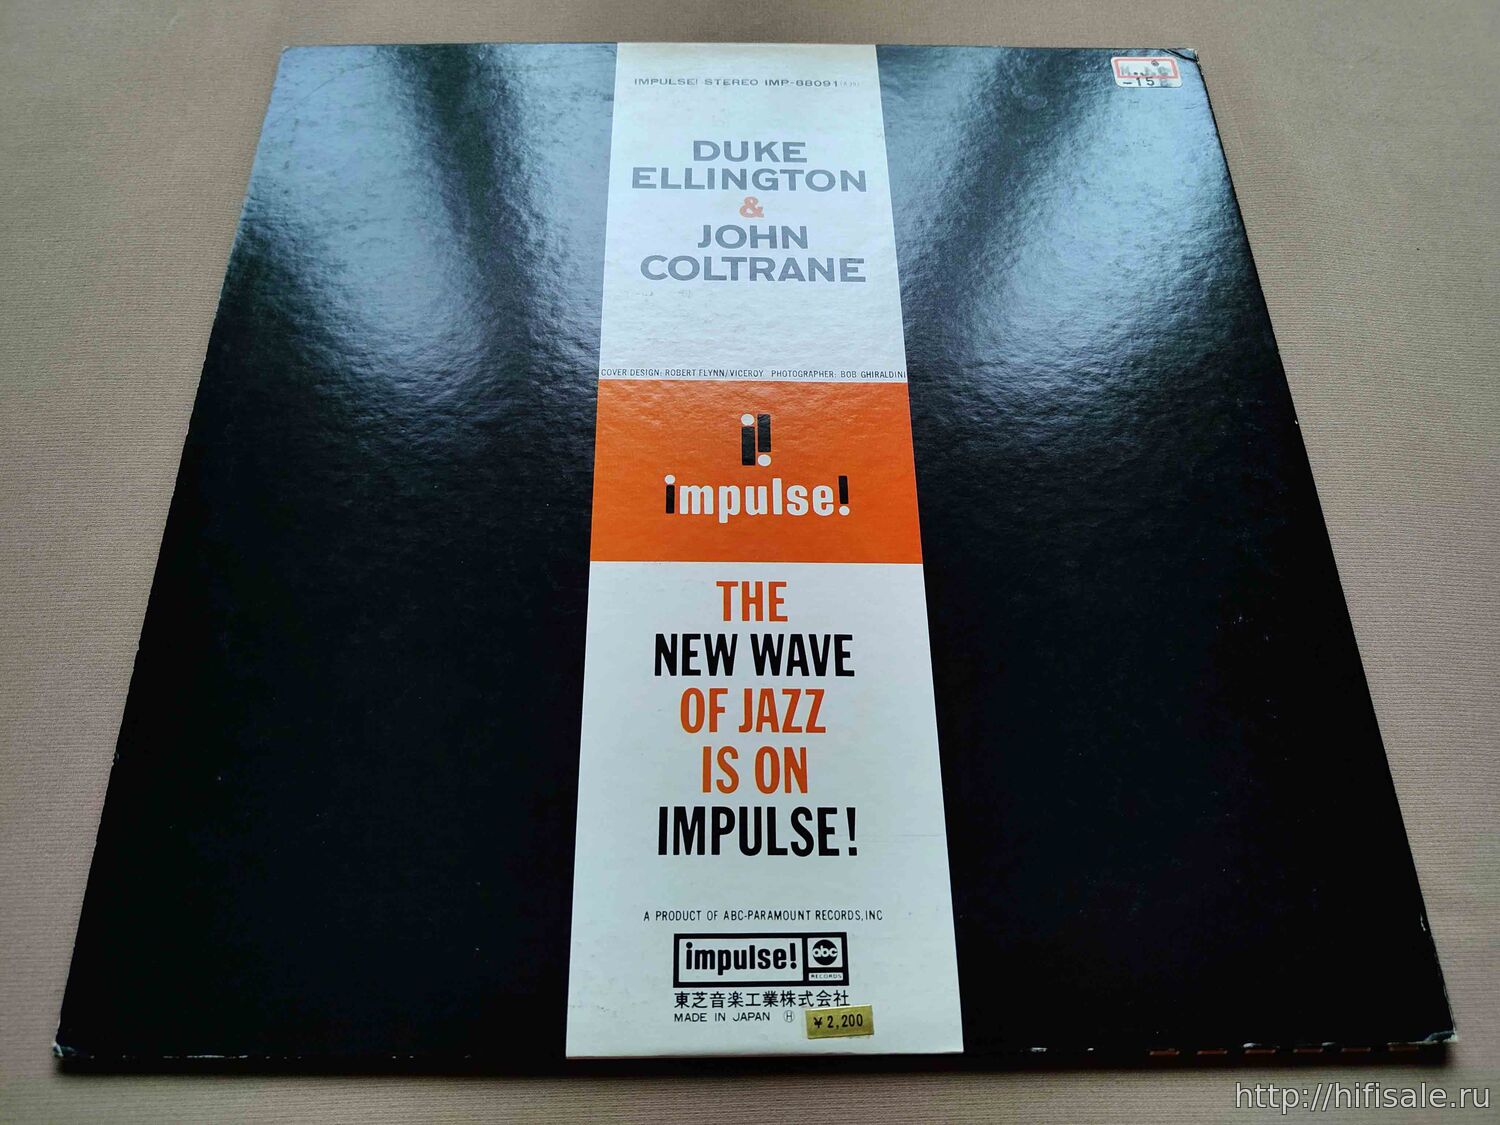 IMPULSE! STEREO IMP-88091
-15
DUKE
ELLINGTON
&
JOHN
COLTRANE
COVER DESIGN: ROBERT FLYNN/VICEROY PHOTOGRAPHER: BOB GHIRALDINI
i!
impulse!
THE
NEW WAVE
OF JAZZ
IS ON
IMPULSE!
A PRODUCT OF ABC-PARAMOUNT RECORDS, INC
impulse! abc
RECORDS
東芝音楽工業株式会社
MADE IN JAPAN Ⓗ
¥2,200
http://hifisale.ru